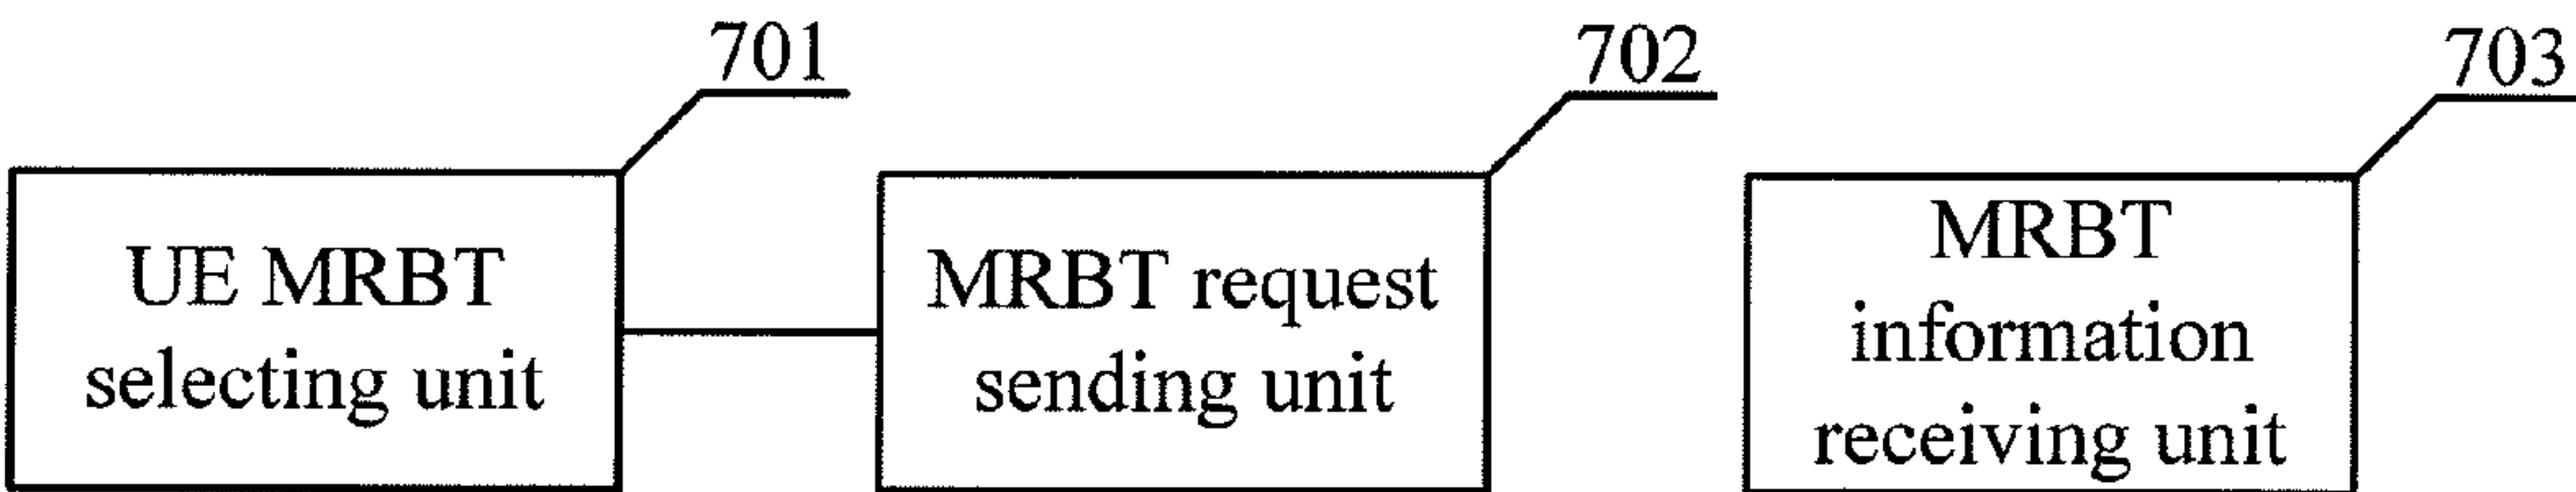 701
702
703
UE MRBT
selecting unit
MRBT request
sending unit
MRBT
information
receiving unit